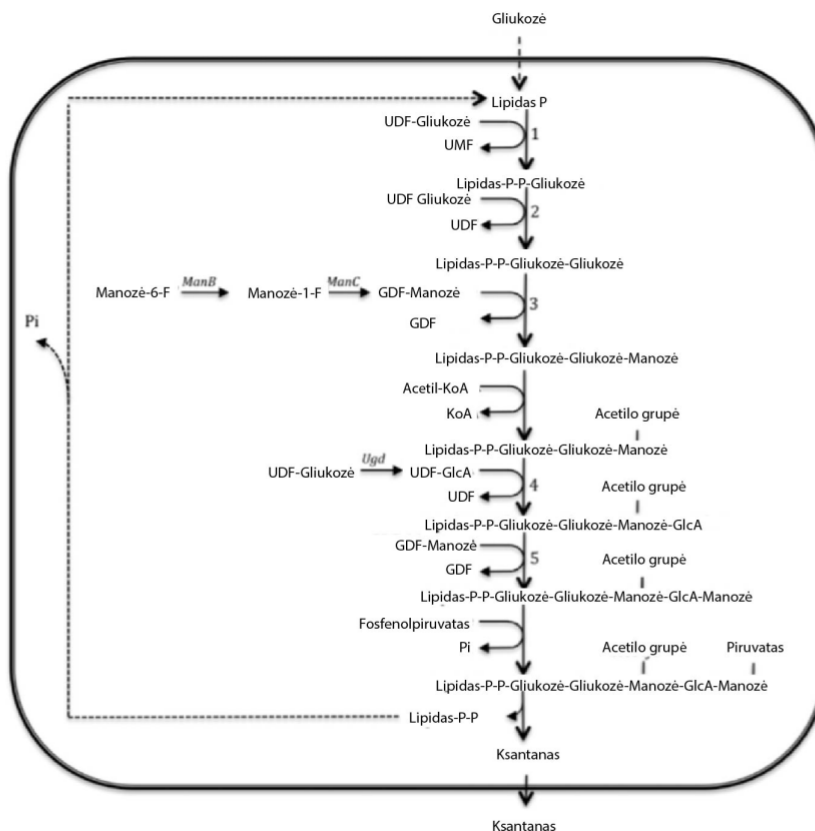 Gliukozė
Lipidas P
UDF-Gliukozė
1
UMF
Lipidas-P-P-Gliukozė
UDF Gliukozė
2
UDF
Lipidas-P-P-Gliukozė-Gliukozė
Manozė-6-F
ManB
Manozė-1-F
ManC
GDF-Manozė
3
GDF
Pi
Lipidas-P-P-Gliukozė-Gliukozė-Manozė
Acetil-KoA
KoA
Acetilo grupė
Lipidas-P-P-Gliukozė-Gliukozė-Manozė
UDF-Gliukozė
Ugd
UDF-GlcA
4
UDF
Acetilo grupė
Lipidas-P-P-Gliukozė-Gliukozė-Manozė-GlcA
GDF-Manozė
5
GDF
Acetilo grupė
Lipidas-P-P-Gliukozė-Gliukozė-Manozė-GlcA-Manozė
Fosfenolpiruvatas
Pi
Acetilo grupė
Piruvatas
Lipidas-P-P-Gliukozė-Gliukozė-Manozė-GlcA-Manozė
Lipidas-P-P
Ksantanas
Ksantanas